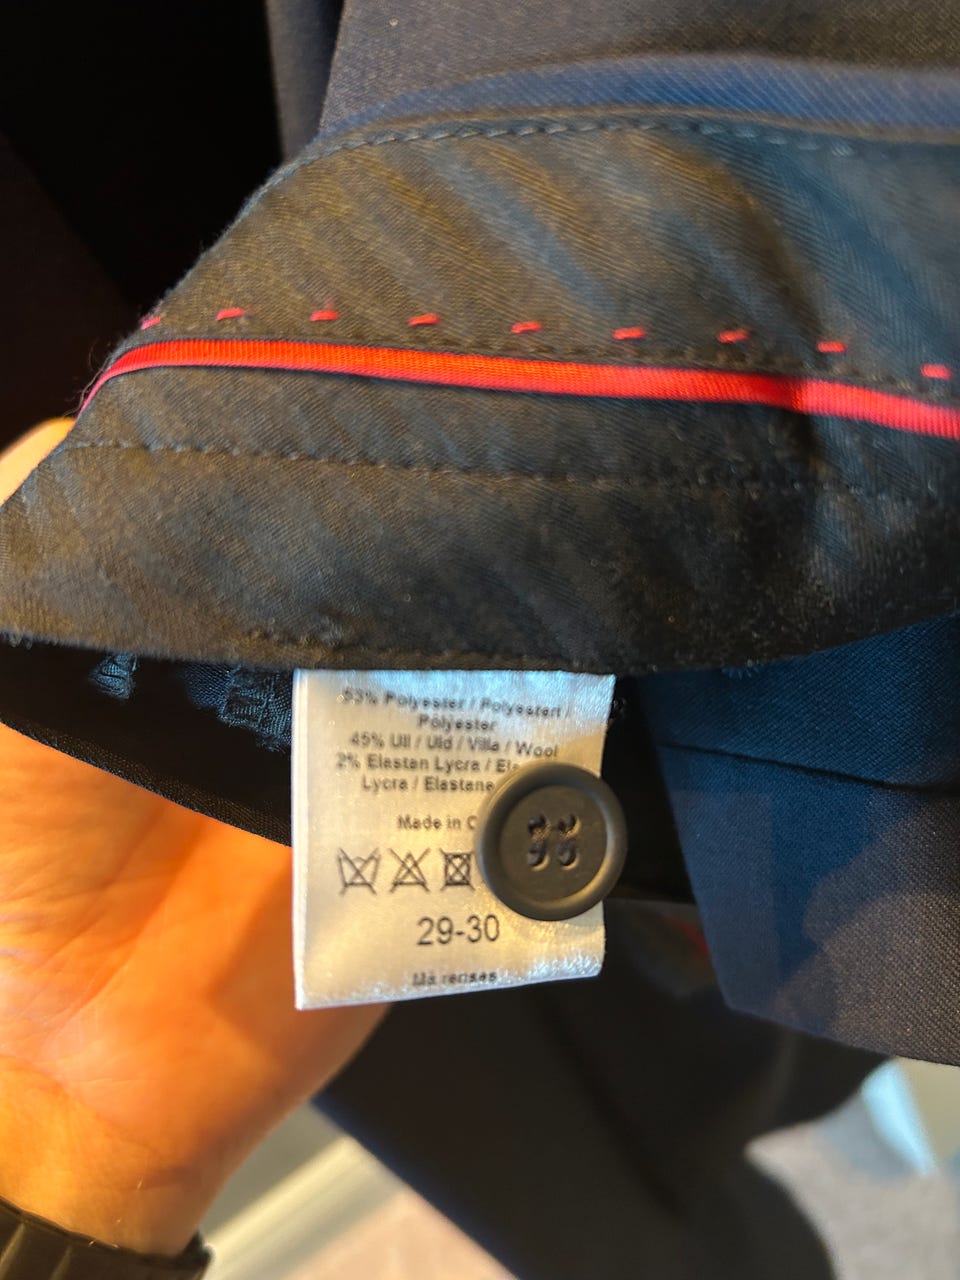 53% Polyester / Polyesteri /
Polyester
45% Ull / Uld / Villa / Wool
2% Elastan Lycra /
Lycra / Elastane
Made in
29-30
Må renses